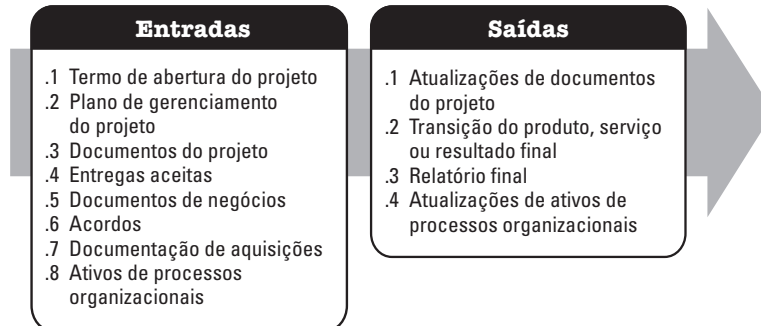 Entradas
.1 Termo de abertura do projeto
.2 Plano de gerenciamento
do projeto
.3 Documentos do projeto
.4 Entregas aceitas
.5 Documentos de negócios
.6 Acordos
.7 Documentação de aquisições
.8 Ativos de processos
organizacionais
Saídas
.1 Atualizações de documentos
do projeto
.2 Transição do produto, serviço
ou resultado final
.3 Relatório final
.4 Atualizações de ativos de
processos organizacionais